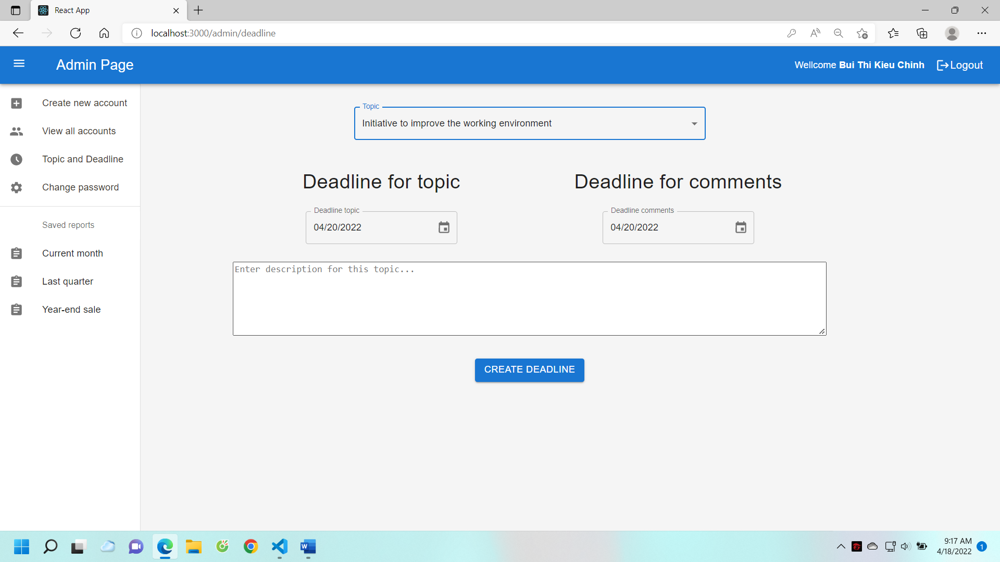 React App
localhost:3000/admin/deadline
Admin Page
Wellcome Bui Thi Kieu Chinh
Logout
Create new account
View all accounts
Topic and Deadline
Change password
Saved reports
Current month
Last quarter
Year-end sale
Topic
Initiative to improve the working environment
Deadline for topic
Deadline for comments
Deadline topic
04/20/2022
Deadline comments
04/20/2022
Enter description for this topic...
CREATE DEADLINE
9:17 AM
4/18/2022
1